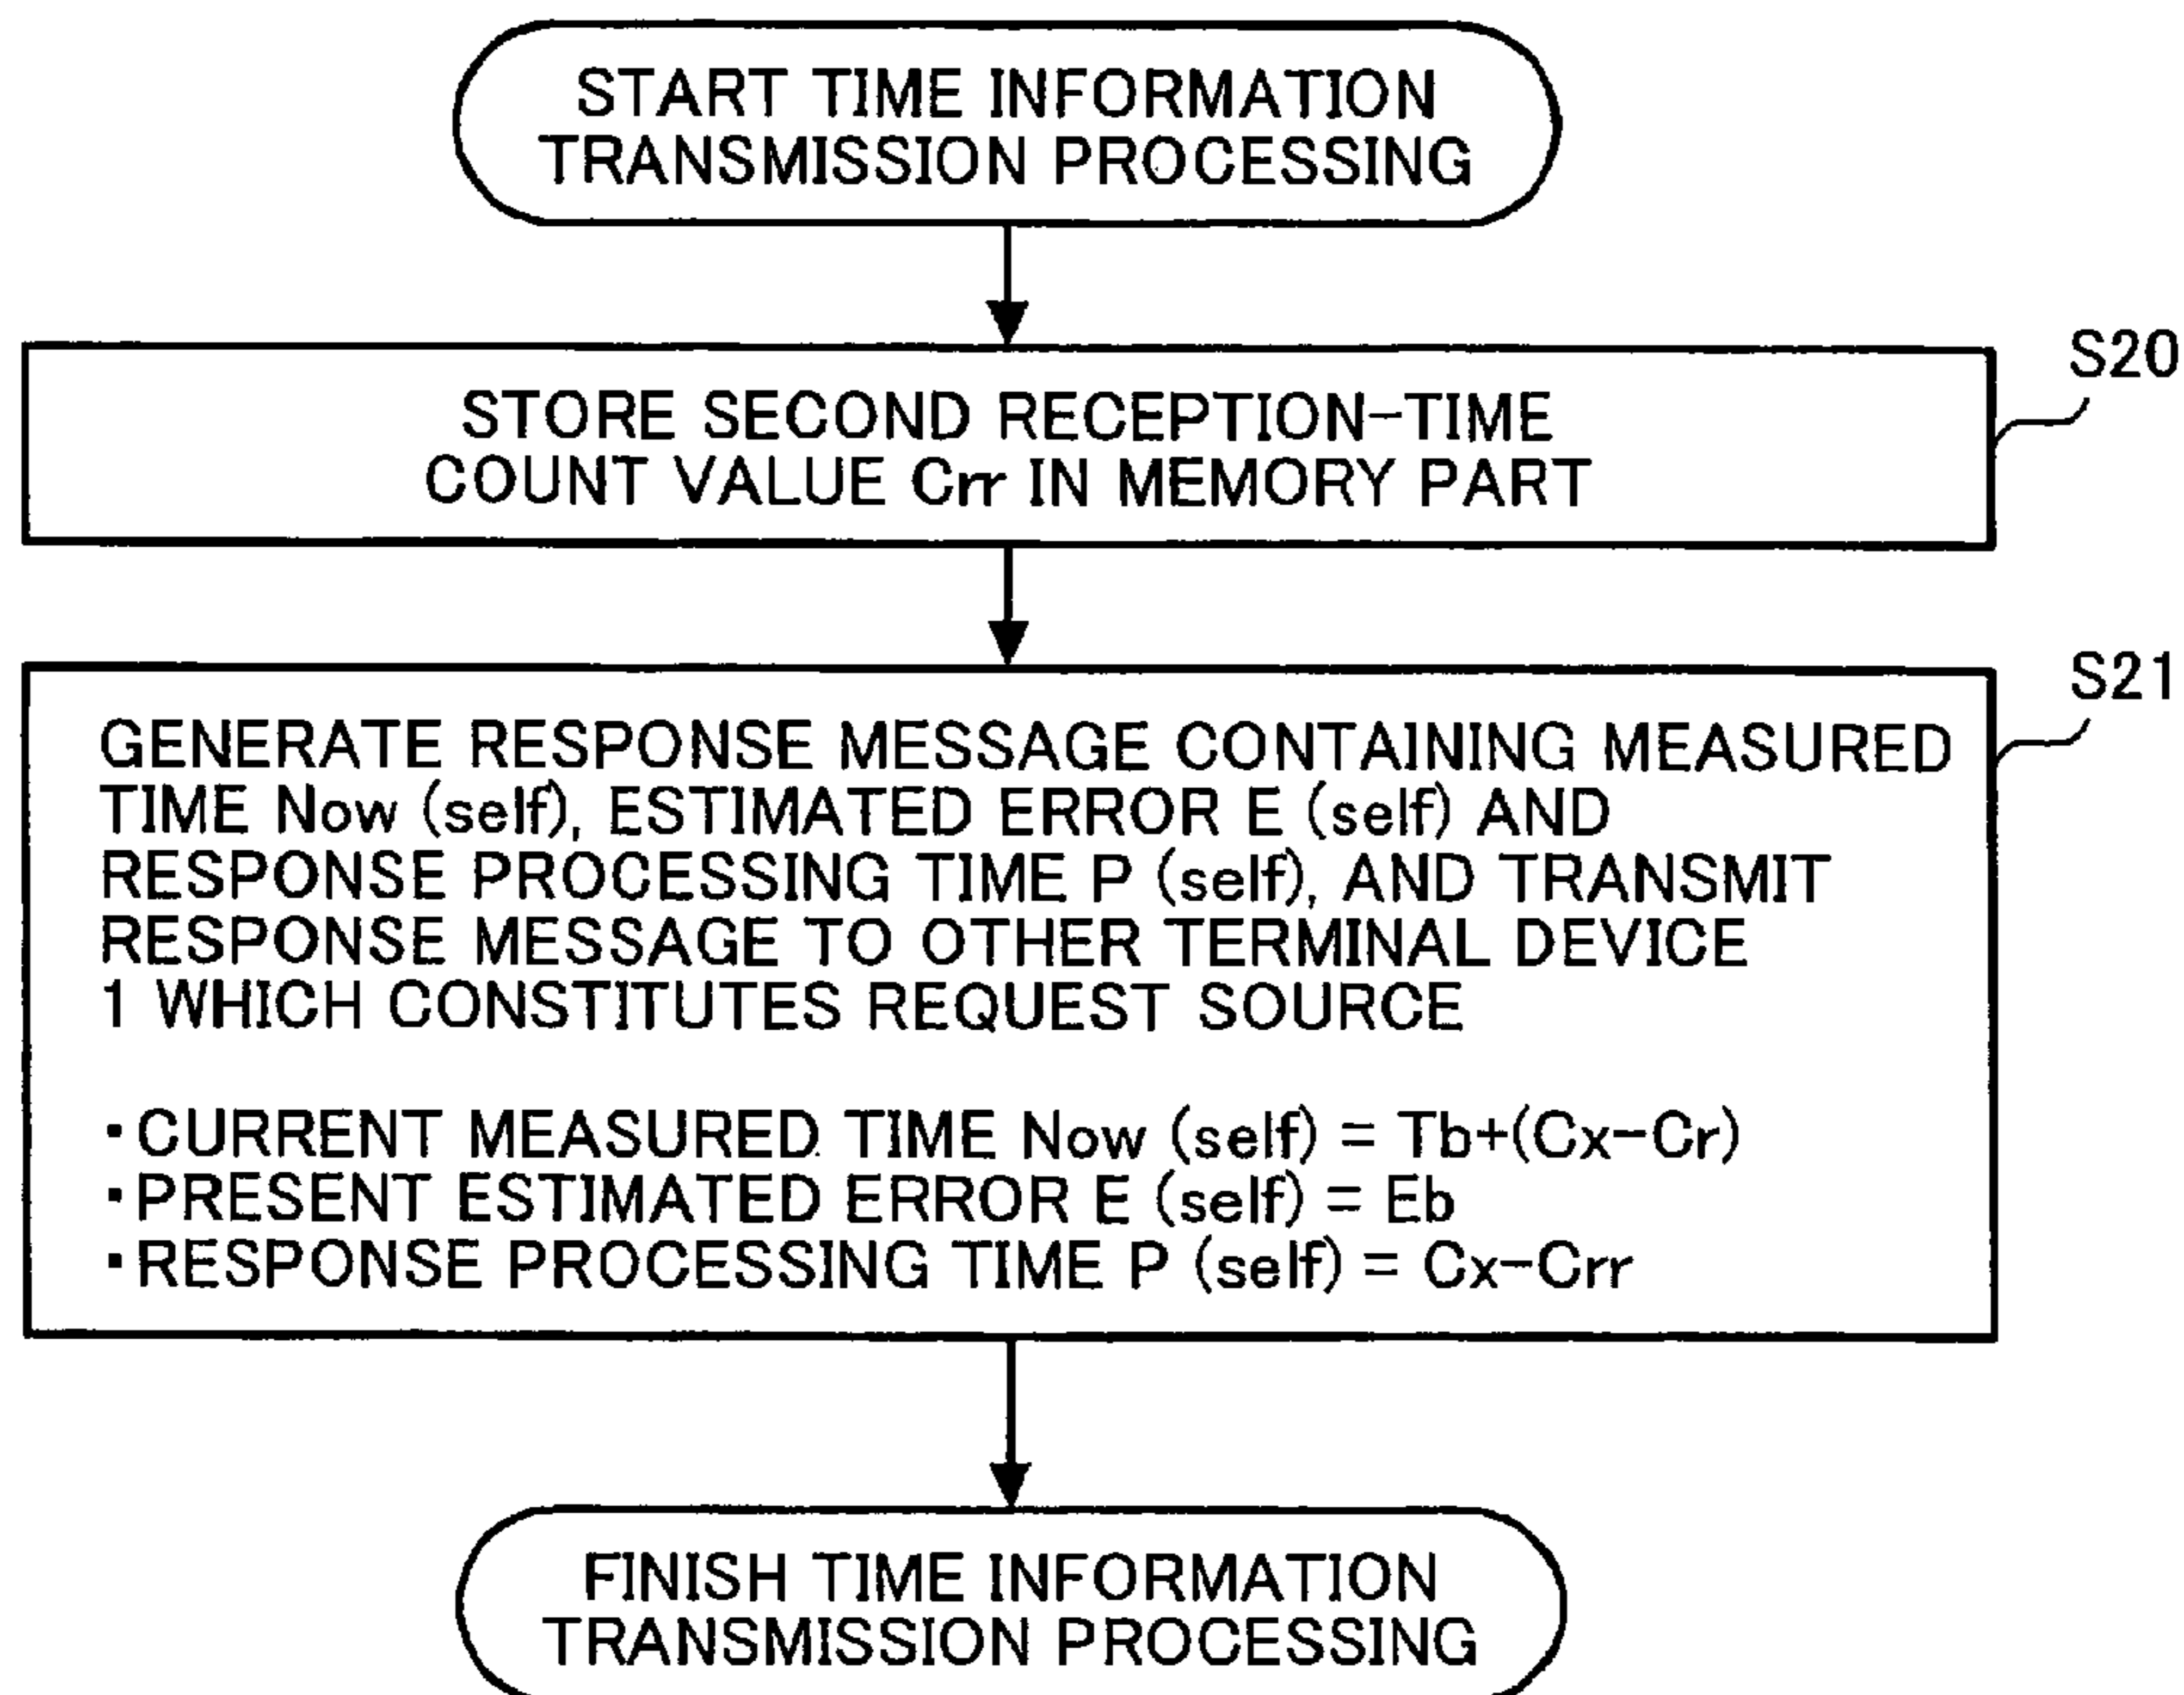 START TIME INFORMATION
TRANSMISSION PROCESSING
S20
STORE SECOND RECEPTION-TIME
COUNT VALUE Crr IN MEMORY PART
S21
GENERATE RESPONSE MESSAGE CONTAINING MEASURED
TIME Now (self), ESTIMATED ERROR E (self) AND
RESPONSE PROCESSING TIME P (self), AND TRANSMIT
RESPONSE MESSAGE TO OTHER TERMINAL DEVICE
1 WHICH CONSTITUTES REQUEST SOURCE
・CURRENT MEASURED TIME Now (self) = Tb+(Cx-Cr)
・PRESENT ESTIMATED ERROR E (self) = Eb
・RESPONSE PROCESSING TIME P (self) = Cx-Crr
FINISH TIME INFORMATION
TRANSMISSION PROCESSING